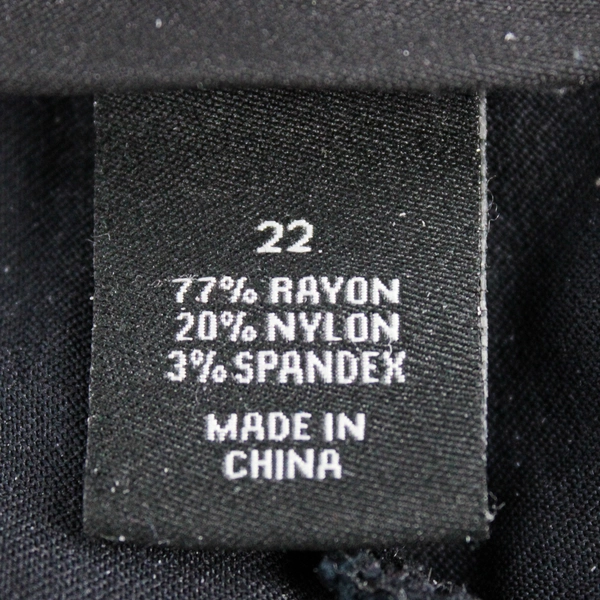 22
77% RAYON
20% NYLON
3% SPANDEX
MADE IN
CHINA